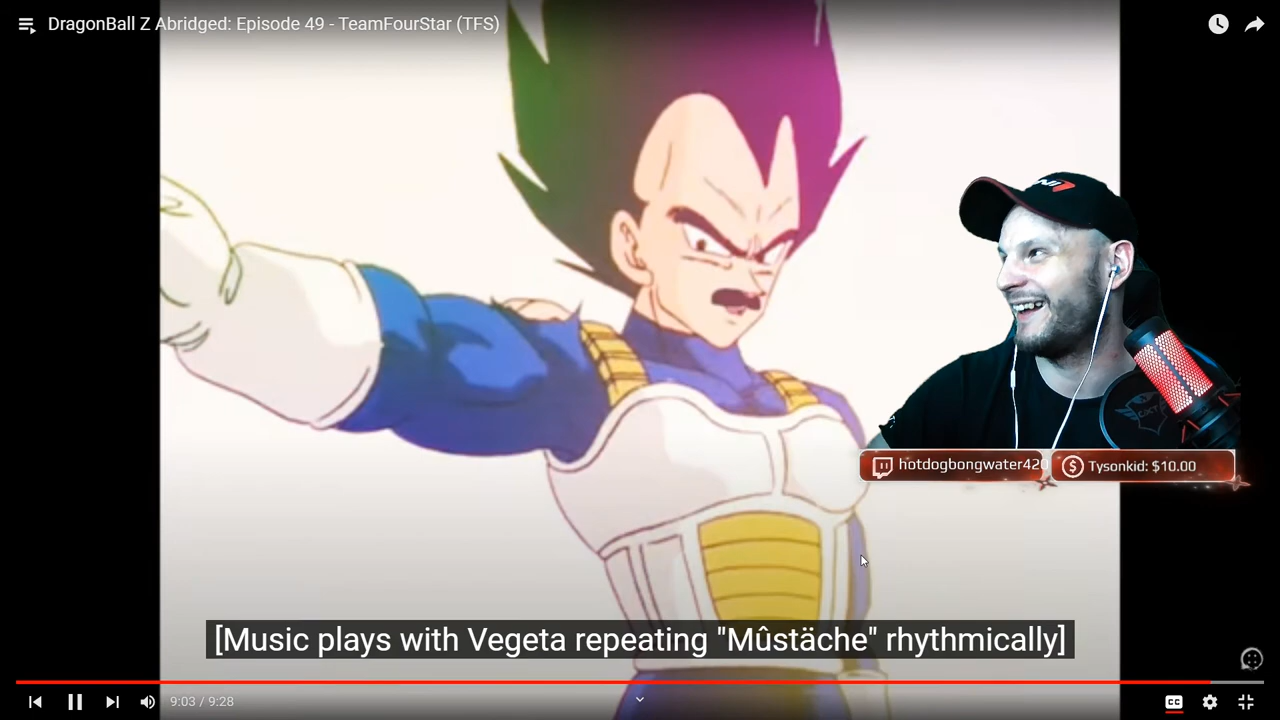 DragonBall Z Abridged: Episode 49 - TeamFourStar (TFS)
hotdogbongwater420
Tysonkid: $10.00
[Music plays with Vegeta repeating "Mûstäche" rhythmically]
9:03 / 9:28
CC